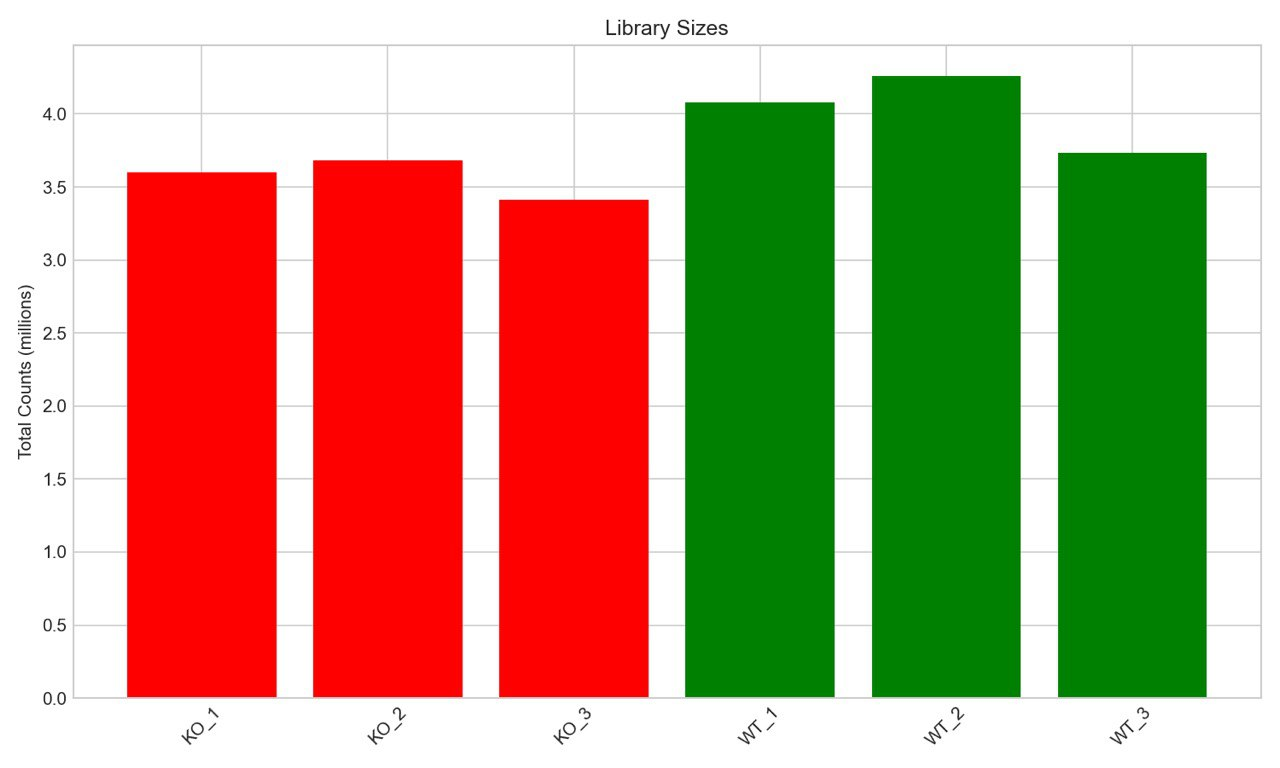 Library Sizes
Total Counts (millions)
4.0
3.5
3.0
2.5
2.0
1.5
1.0
0.5
0.0
KO_1
KO_2
KO_3
WT_1
WT_2
WT_3